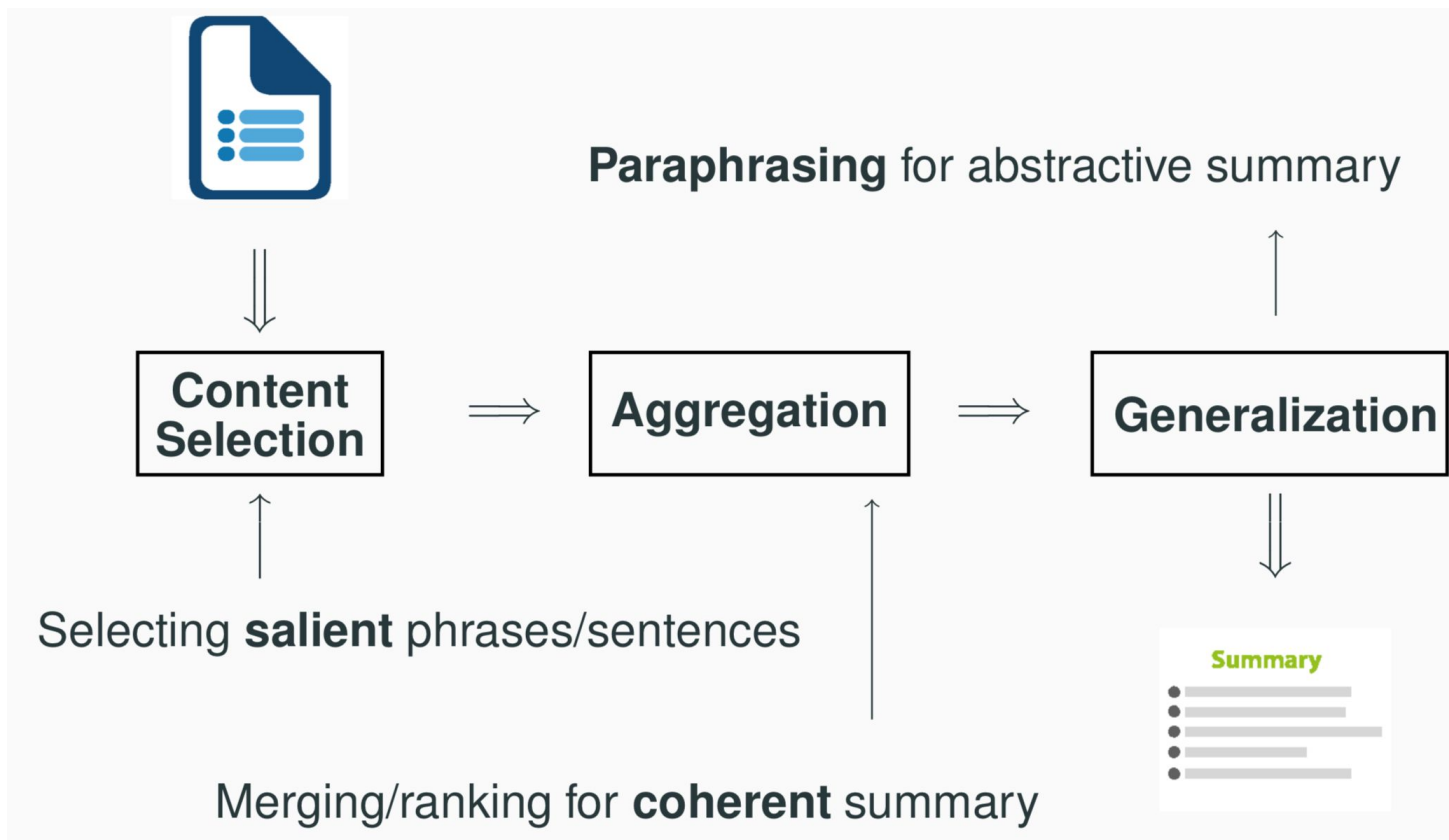 Paraphrasing for abstractive summary
Content
Selection
Aggregation
Generalization
Selecting salient phrases/sentences
Summary
Merging/ranking for coherent summary